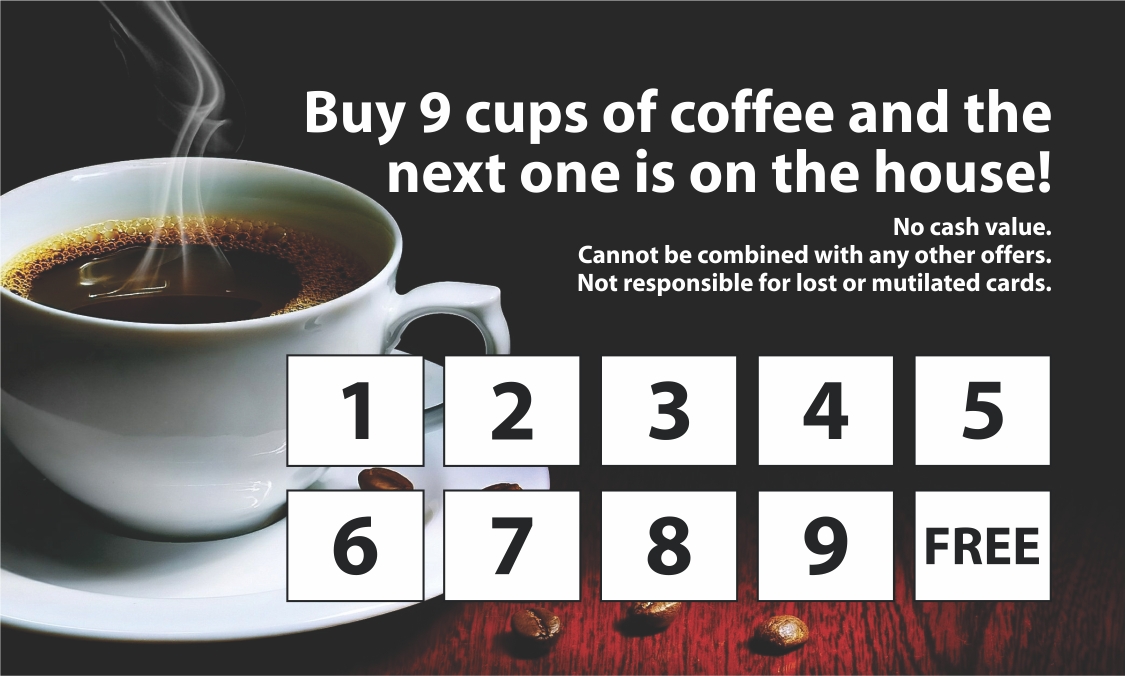 Buy 9 cups of coffee and the
next one is on the house!
No cash value.
Cannot be combined with any other offers.
Not responsible for lost or mutilated cards.
1 2 3 4 5
6 7 8 9 FREE